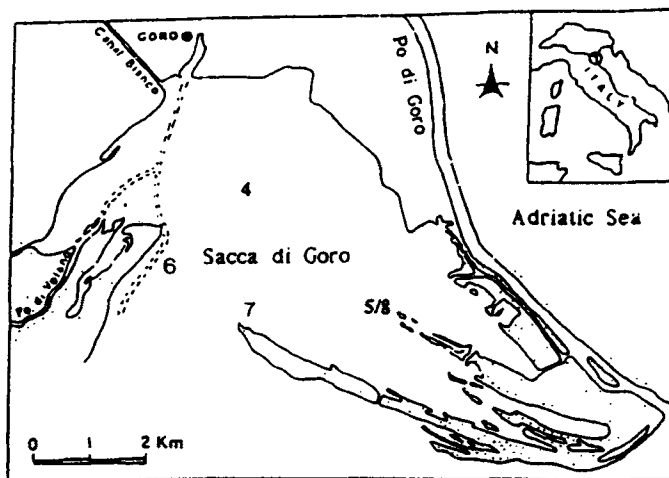 GORO
Canal Bianco
Po di Goro
N
ITALY
Adriatic Sea
4
6
Sacca di Goro
Po di Volano
7
5/8
0 1 2 Km